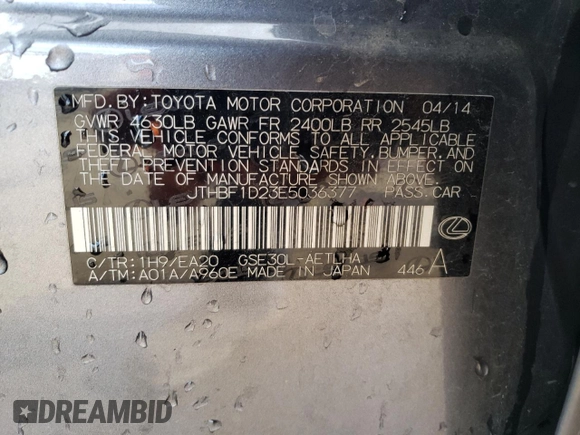 MFD. BY: TOYOTA MOTOR CORPORATION 04/14
GVWR 4630LB GAWR FR 2400LB RR 2545LB
THIS VEHICLE CONFORMS TO ALL APPLICABLE
FEDERAL MOTOR VEHICLE SAFETY, BUMPER, AND
THEFT PREVENTION STANDARDS IN EFFECT ON
THE DATE OF MANUFACTURE SHOWN ABOVE.
JTHBF1D23E5036377 PASS. CAR
C/TR: 1H9/EA20 GSE30L-AETLHA
A/TM: A01A/A960E MADE IN JAPAN 446 A
DREAMBID